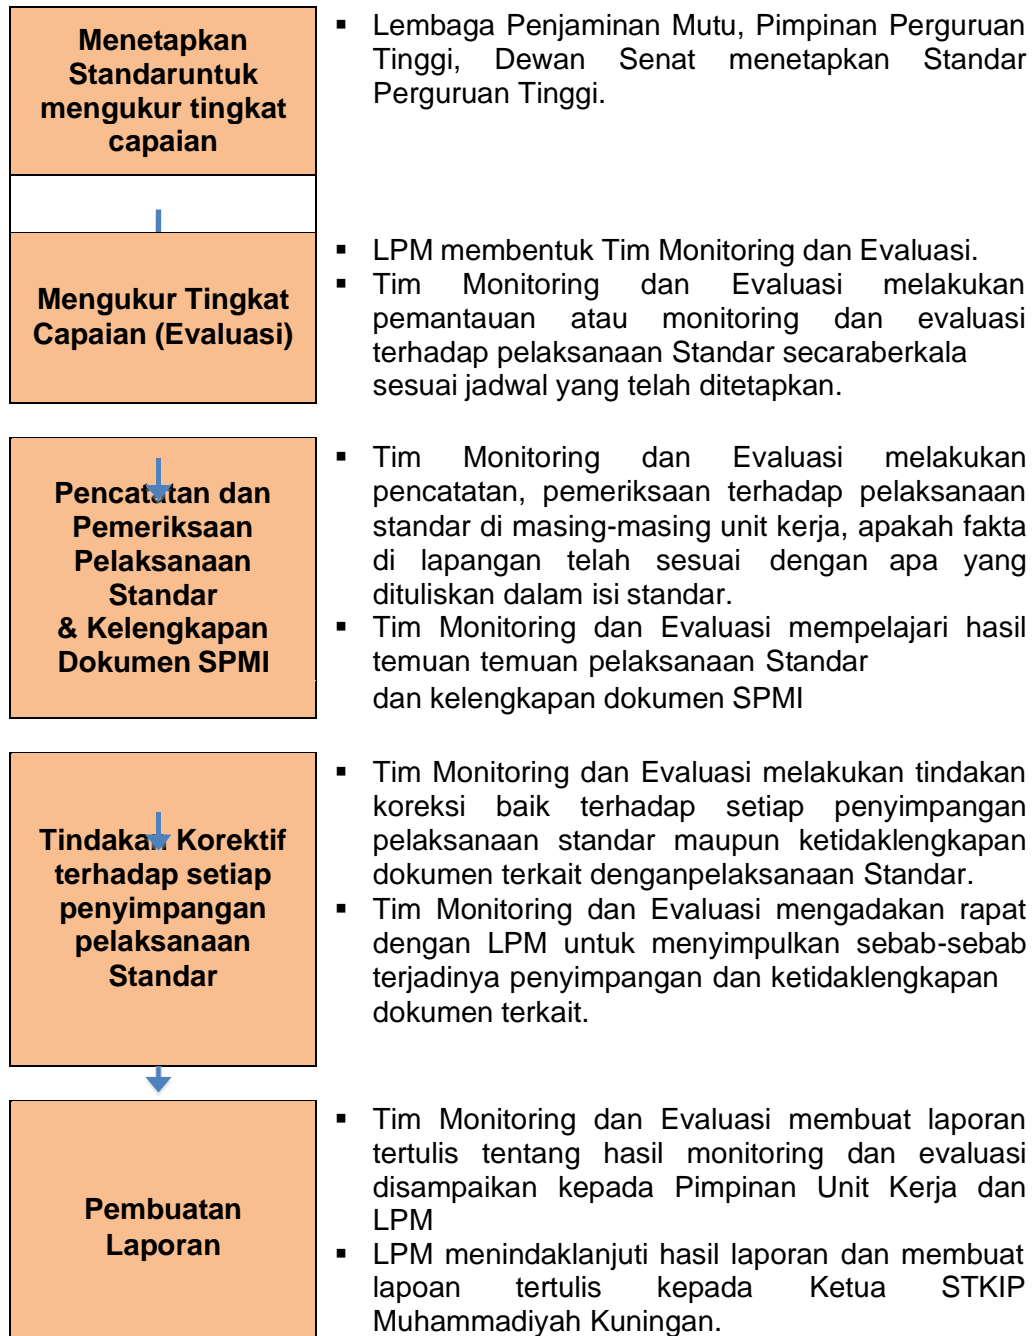 Menetapkan
Standaruntuk
mengukur tingkat
capaian
▪ Lembaga Penjaminan Mutu, Pimpinan Perguruan
Tinggi, Dewan Senat menetapkan Standar
Perguruan Tinggi.
Mengukur Tingkat
Capaian (Evaluasi)
▪ LPM membentuk Tim Monitoring dan Evaluasi.
▪ Tim Monitoring dan Evaluasi melakukan
pemantauan atau monitoring dan evaluasi
terhadap pelaksanaan Standar secaraberkala
sesuai jadwal yang telah ditetapkan.
Pencatatan dan
Pemeriksaan
Pelaksanaan
Standar
& Kelengkapan
Dokumen SPMI
▪ Tim Monitoring dan Evaluasi melakukan
pencatatan, pemeriksaan terhadap pelaksanaan
standar di masing-masing unit kerja, apakah fakta
di lapangan telah sesuai dengan apa yang
dituliskan dalam isi standar.
▪ Tim Monitoring dan Evaluasi mempelajari hasil
temuan temuan pelaksanaan Standar
dan kelengkapan dokumen SPMI
Tindakan Korektif
terhadap setiap
penyimpangan
pelaksanaan
Standar
▪ Tim Monitoring dan Evaluasi melakukan tindakan
koreksi baik terhadap setiap penyimpangan
pelaksanaan standar maupun ketidaklengkapan
dokumen terkait denganpelaksanaan Standar.
▪ Tim Monitoring dan Evaluasi mengadakan rapat
dengan LPM untuk menyimpulkan sebab-sebab
terjadinya penyimpangan dan ketidaklengkapan
dokumen terkait.
Pembuatan
Laporan
▪ Tim Monitoring dan Evaluasi membuat laporan
tertulis tentang hasil monitoring dan evaluasi
disampaikan kepada Pimpinan Unit Kerja dan
LPM
▪ LPM menindaklanjuti hasil laporan dan membuat
lapoan tertulis kepada Ketua STKIP
Muhammadiyah Kuningan.